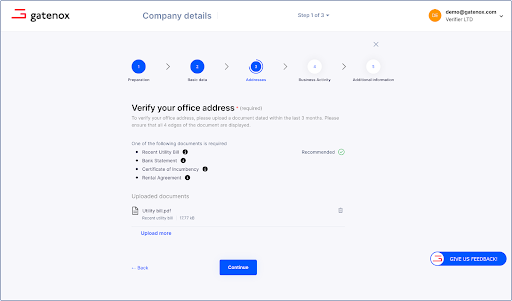 gatenox
Company details
Step 1 of 3
De
demo@gatenox.com
Verifier LTD
1
2
3
4
5
Preparation
Basic data
Addresses
Business Activity
Additional information
Verify your office address * (required)
To verify your office address, please upload a document dated within the last 3 months. Please
ensure that all 4 edges of the document are displayed.
One of the following documents is required
Recent Utility Bill
Recommended
Bank Statement
Certificate of Incumbency
Rental Agreement
Uploaded documents
Utility bill.pdf
Recent utility bill
Upload more
← Back
Continue
GIVE US FEEDBACK!